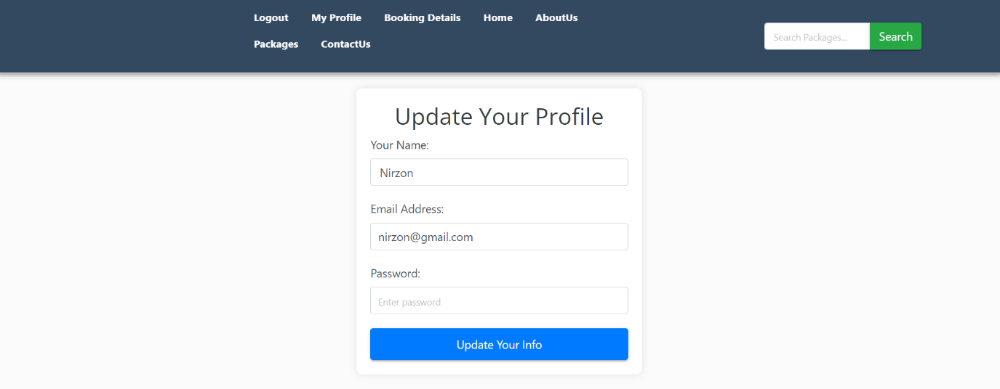 Logout My Profile Booking Details Home AboutUs
Packages ContactUs
Search Packages... Search
Update Your Profile
Your Name:
Nirzon
Email Address:
nirzon@gmail.com
Password:
Enter password
Update Your Info